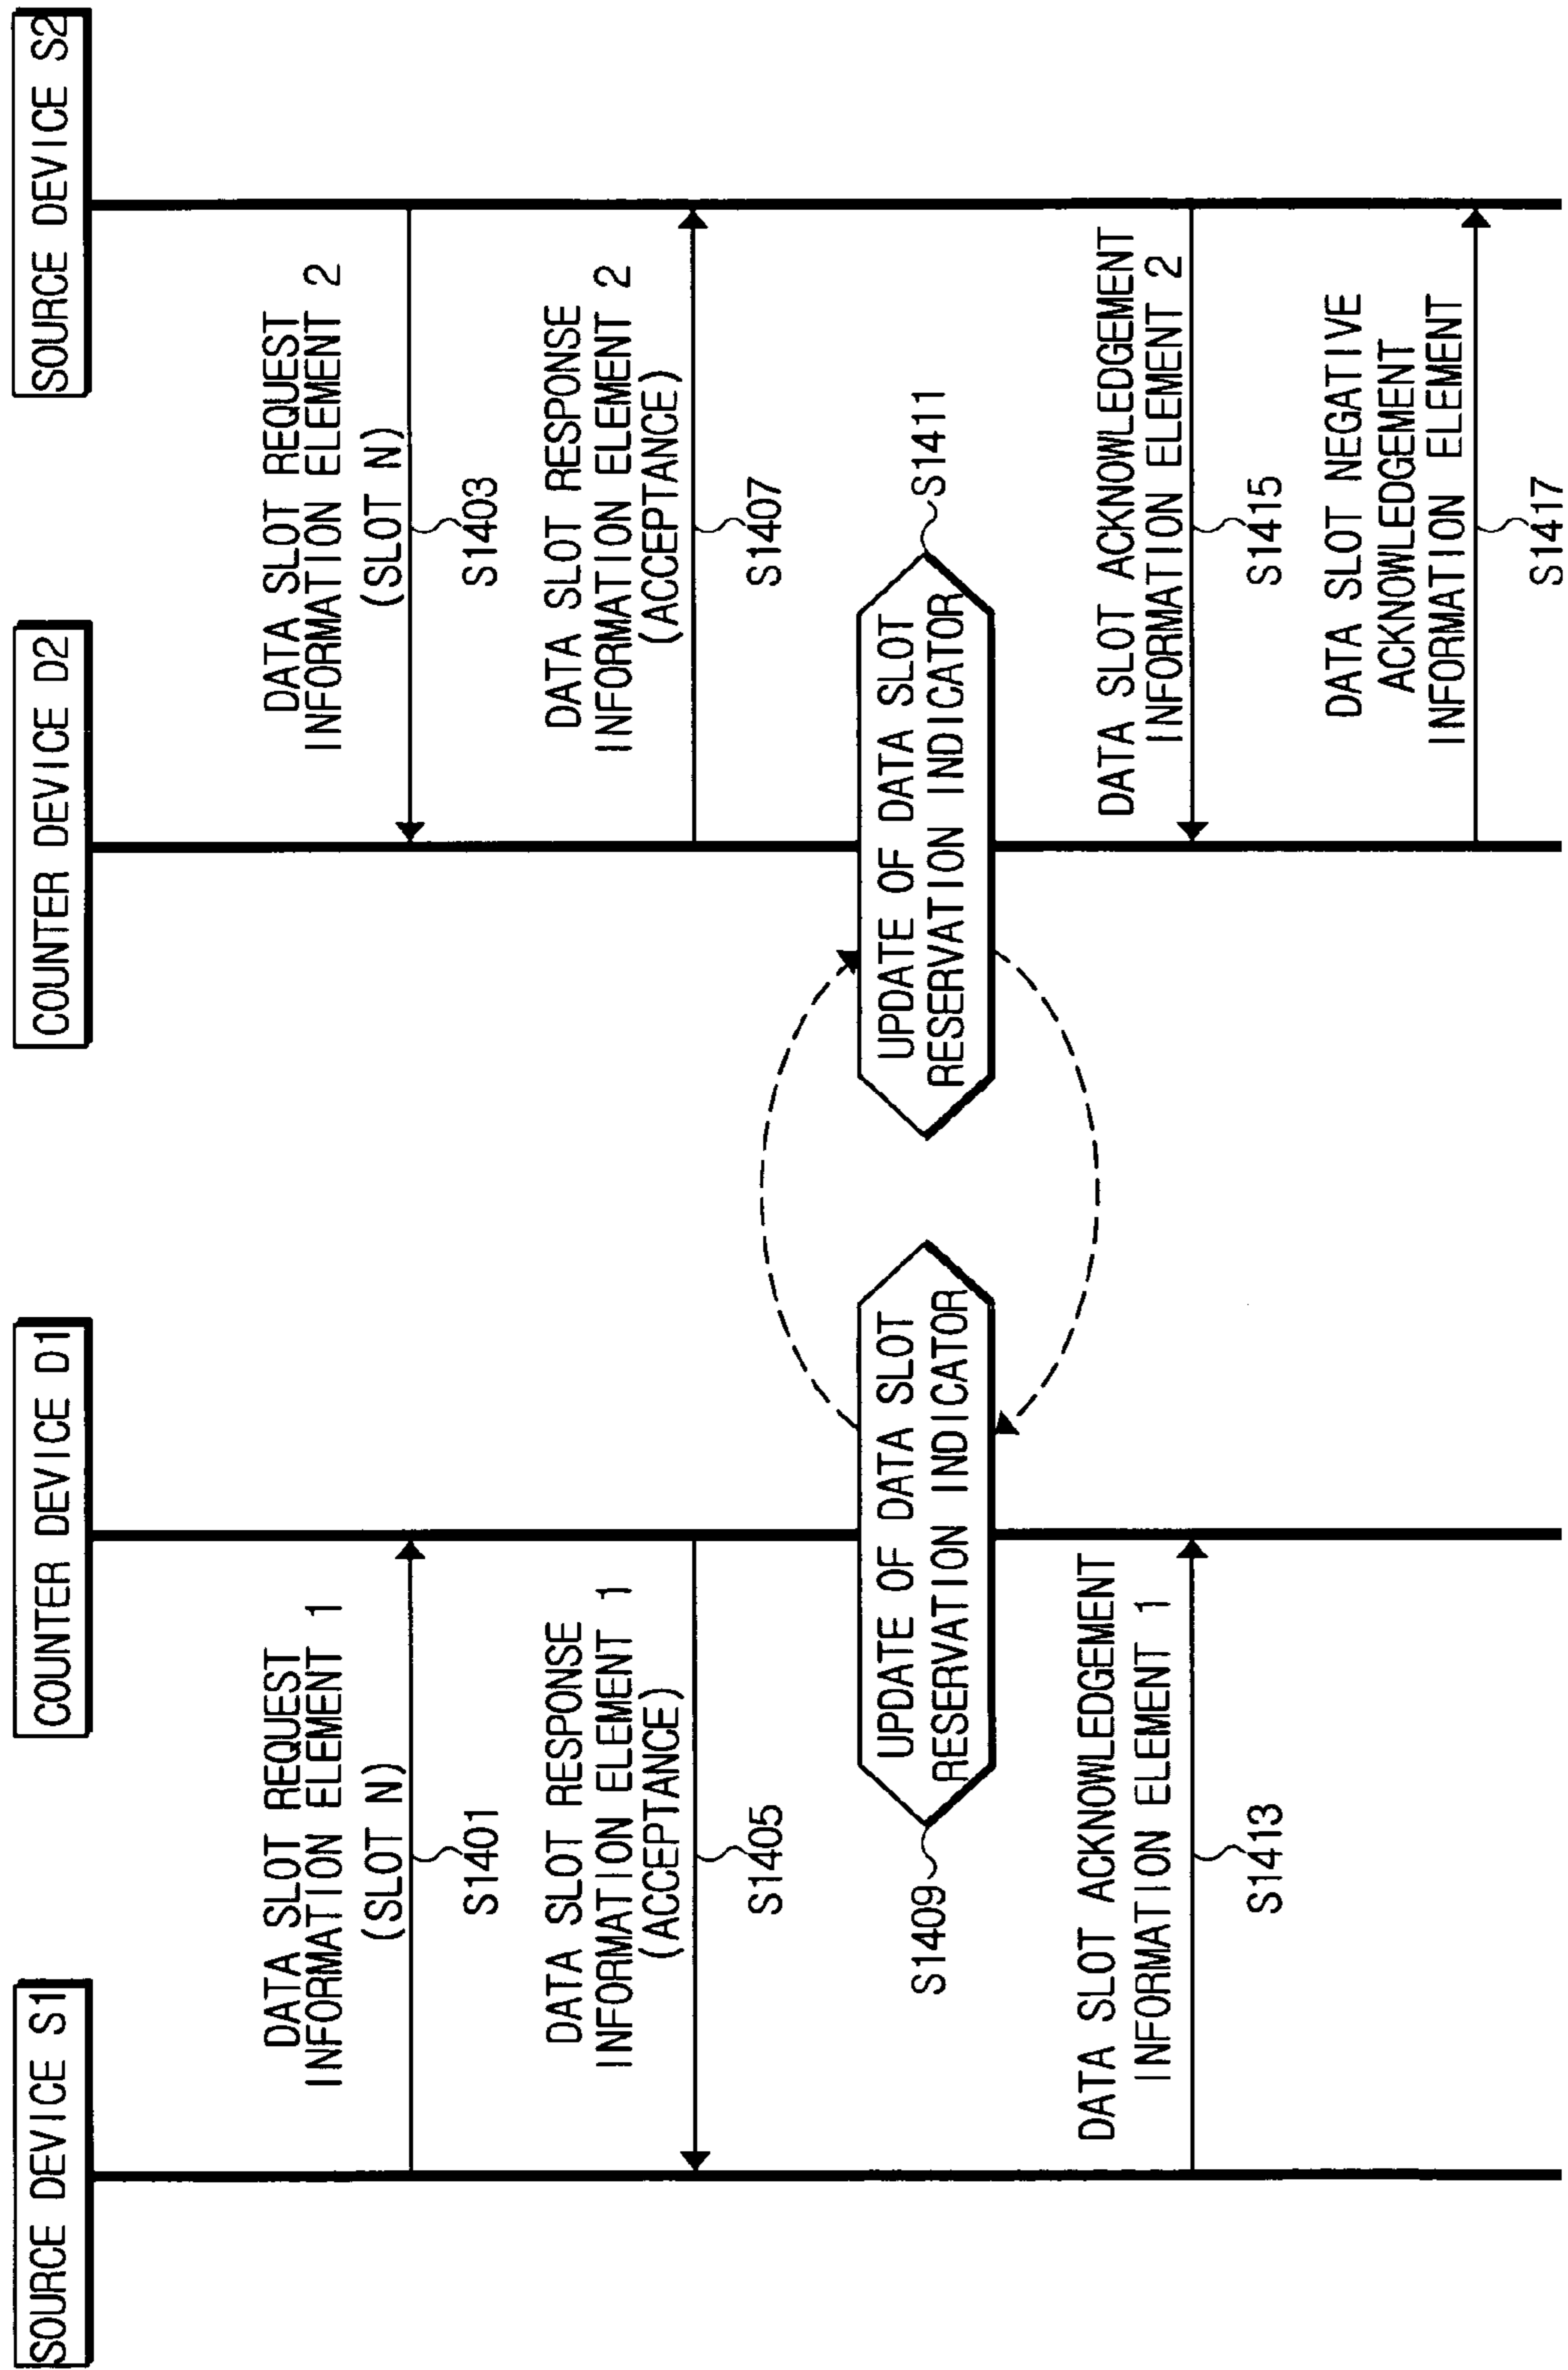 SOURCE DEVICE S1
COUNTER DEVICE D1
COUNTER DEVICE D2
SOURCE DEVICE S2
DATA SLOT REQUEST
INFORMATION ELEMENT 1
(SLOT N)
S1401
DATA SLOT REQUEST
INFORMATION ELEMENT 2
(SLOT N)
S1403
DATA SLOT RESPONSE
INFORMATION ELEMENT 1
(ACCEPTANCE)
S1405
DATA SLOT RESPONSE
INFORMATION ELEMENT 2
(ACCEPTANCE)
S1407
S1409
UPDATE OF DATA SLOT
RESERVATION INDICATOR
UPDATE OF DATA SLOT
RESERVATION INDICATOR
S1411
DATA SLOT ACKNOWLEDGEMENT
INFORMATION ELEMENT 1
S1413
DATA SLOT ACKNOWLEDGEMENT
INFORMATION ELEMENT 2
S1415
DATA SLOT NEGATIVE
ACKNOWLEDGEMENT
INFORMATION ELEMENT
S1417